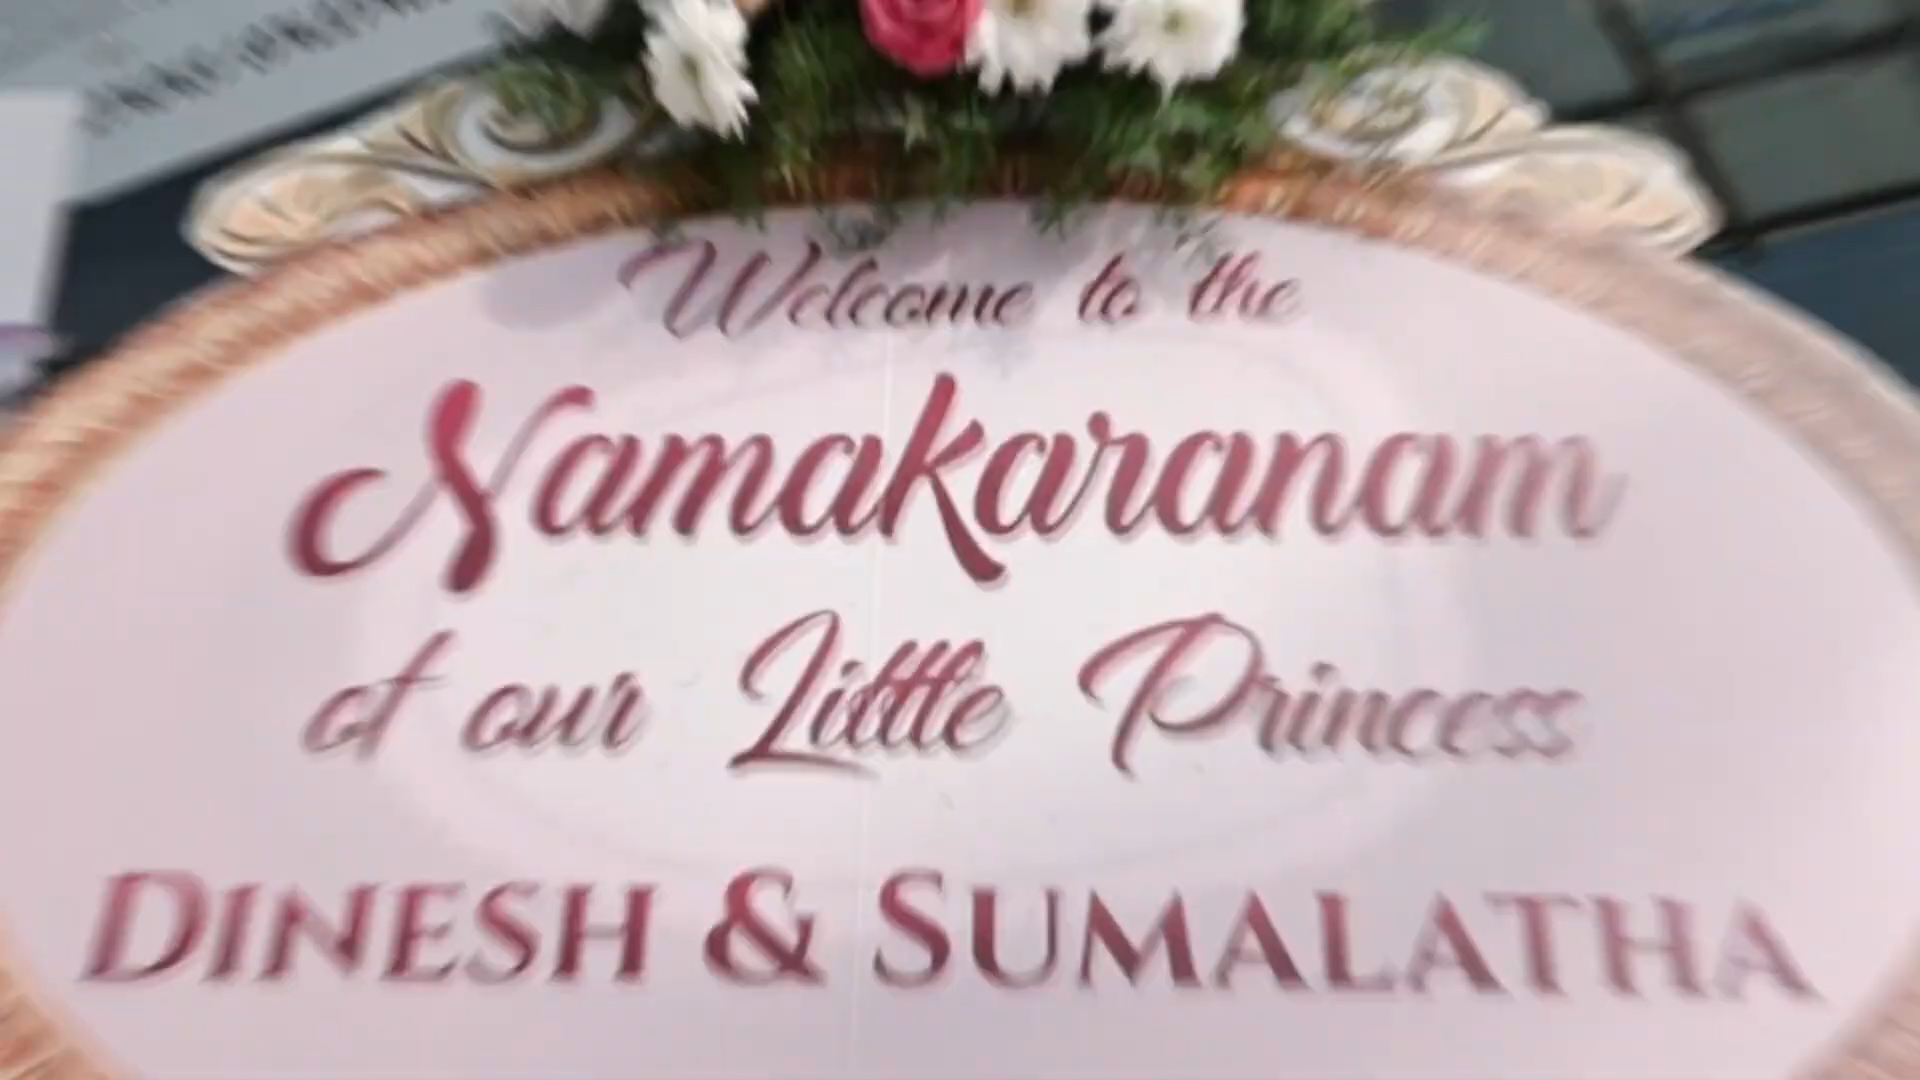 Welcome to the
Namakaranam
of our Little Princess
DINESH & SUMALATHA